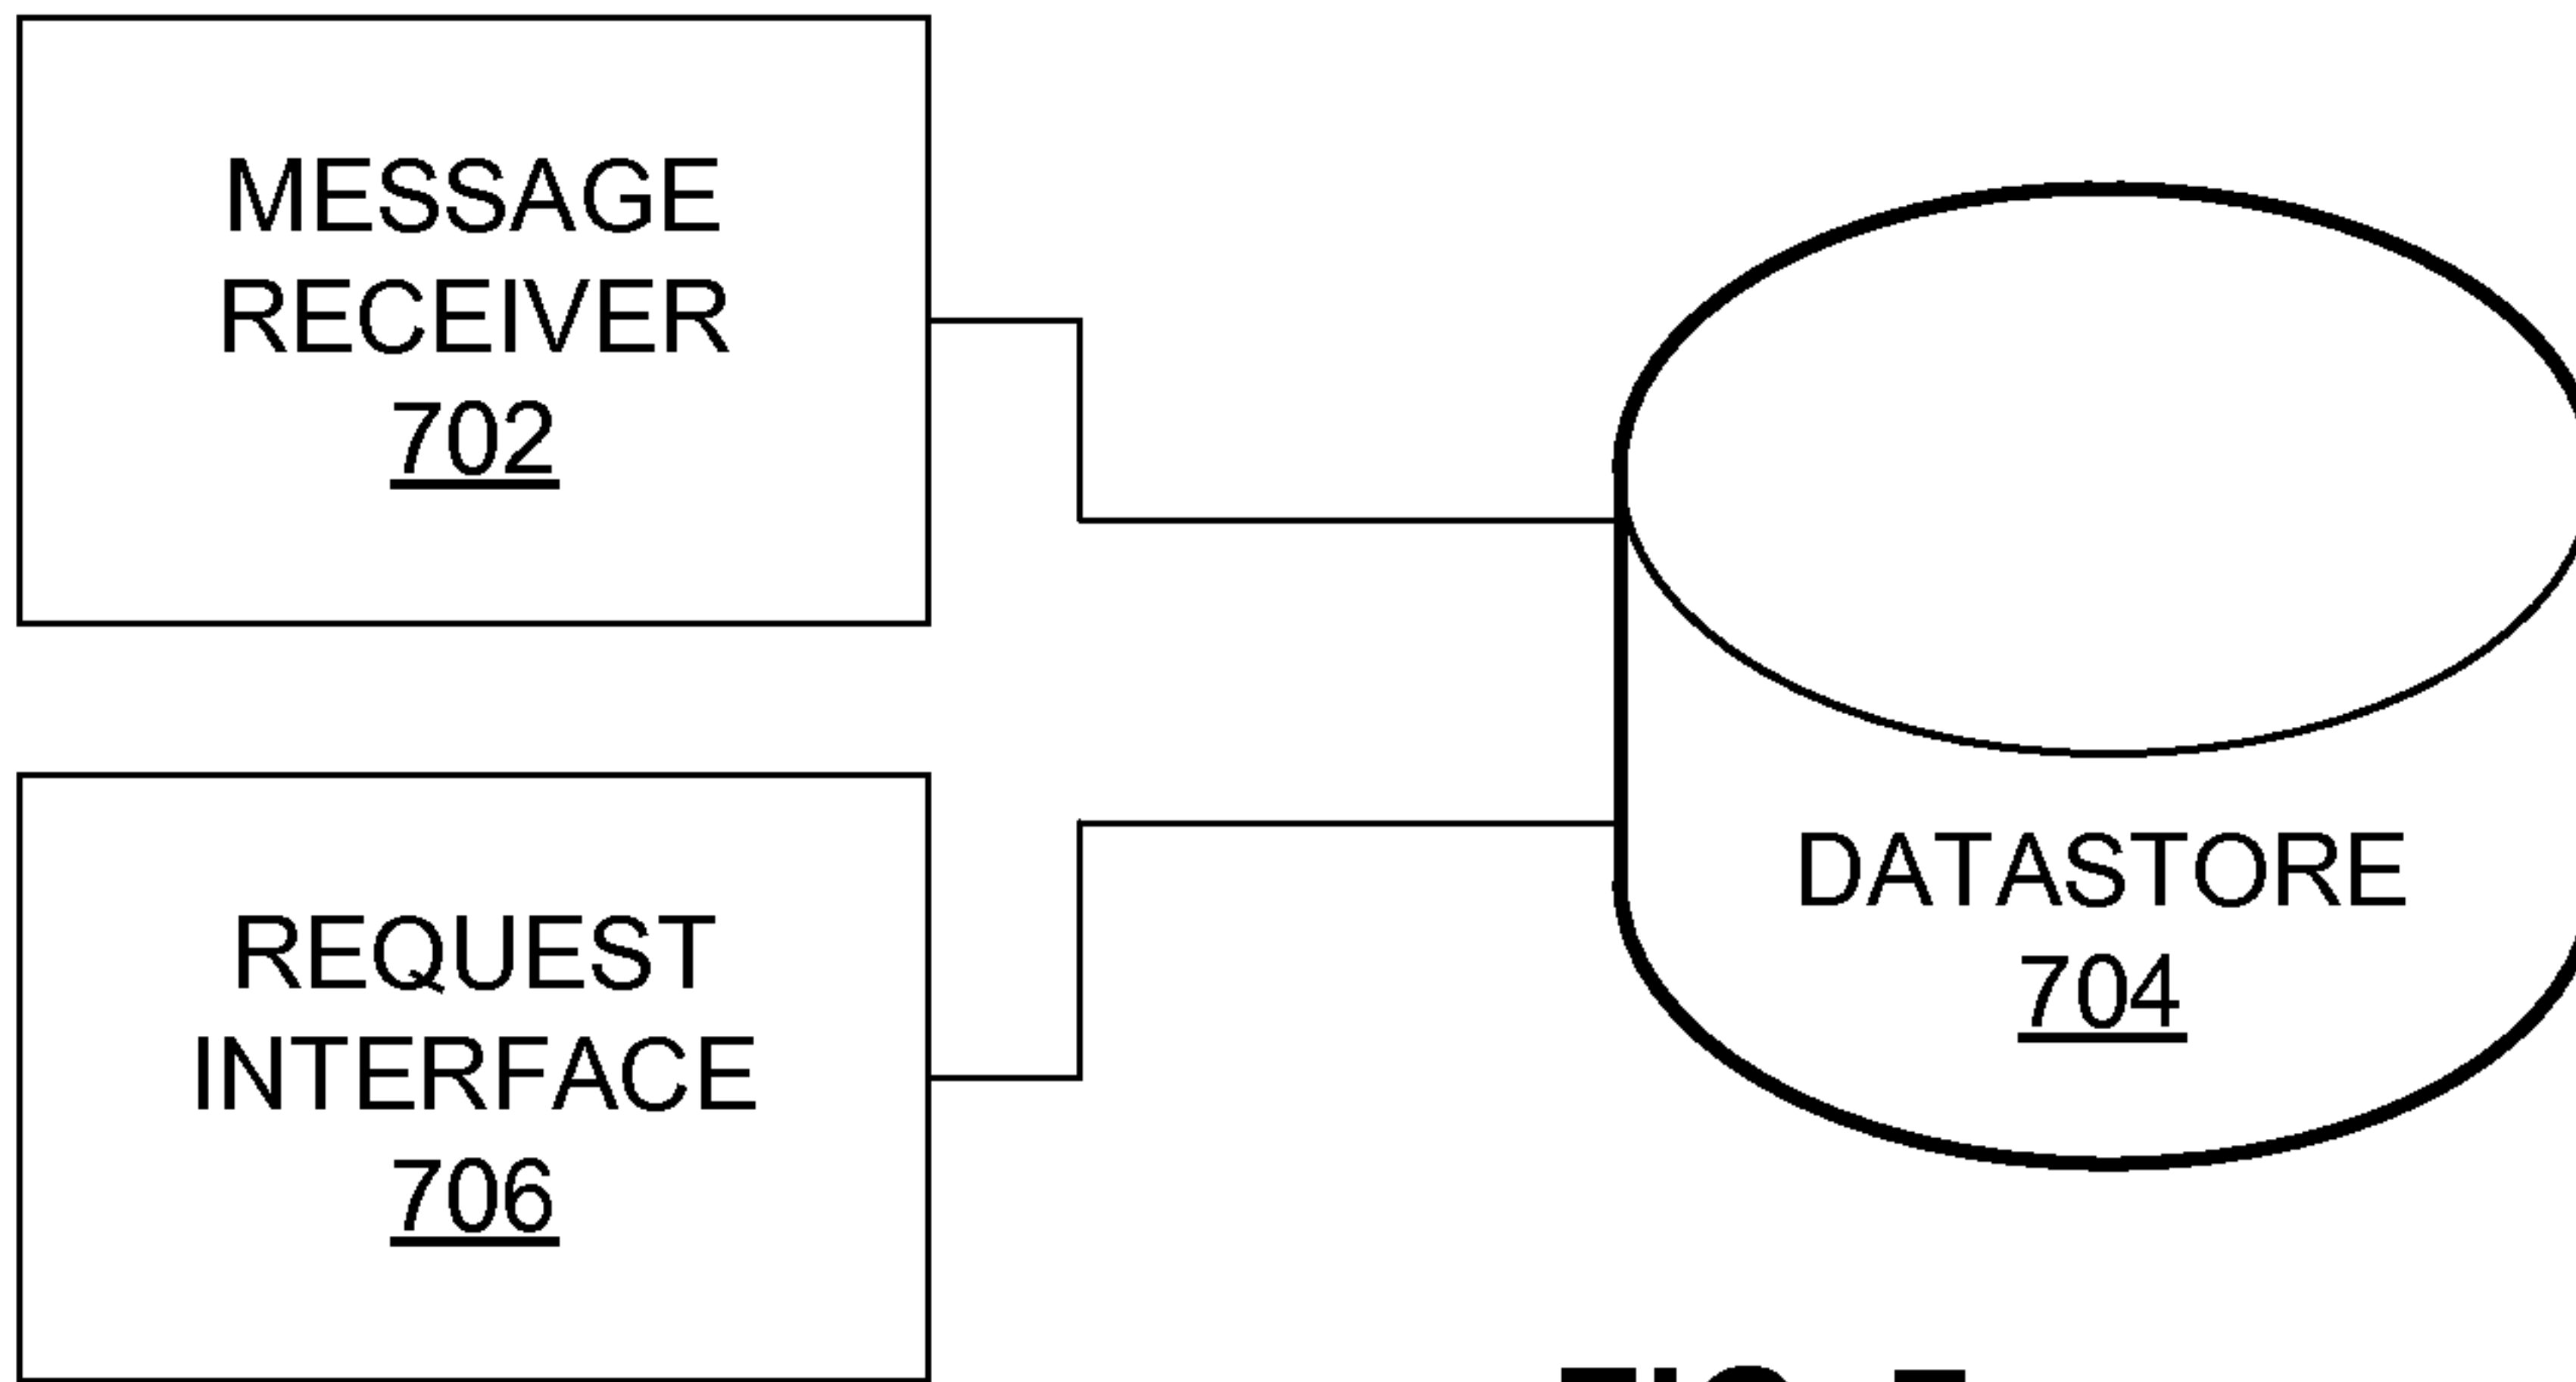 MESSAGE
RECEIVER
702
DATASTORE
704
REQUEST
INTERFACE
706